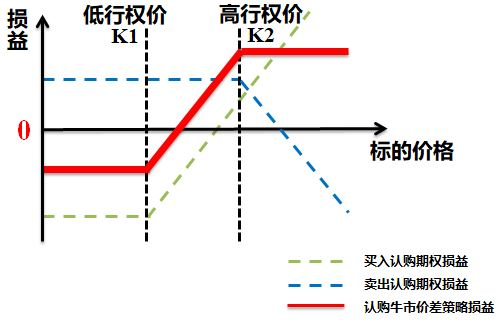 损益
低行权价
K1
高行权价
K2
0
标的价格
买入认购期权损益
卖出认购期权损益
认购牛市价差策略损益